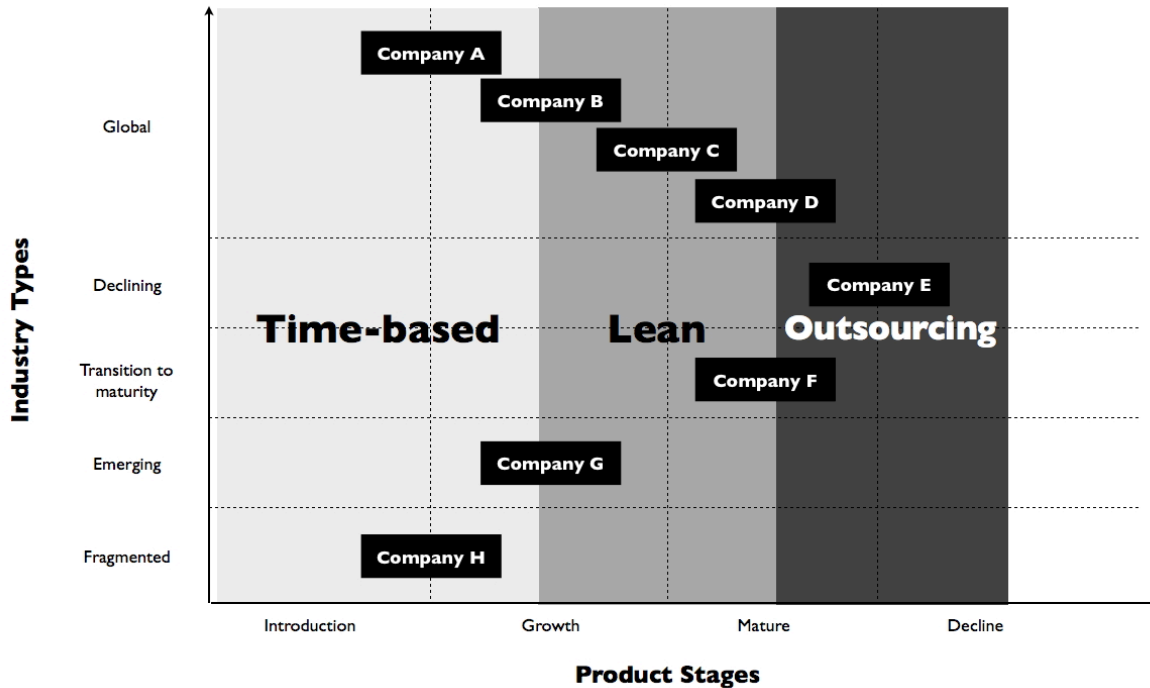 Company A
Company B
Global
Company C
Company D
Industry Types
Declining
Company E
Time-based
Lean
Outsourcing
Transition to
maturity
Company F
Emerging
Company G
Fragmented
Company H
Introduction
Growth
Mature
Decline
Product Stages